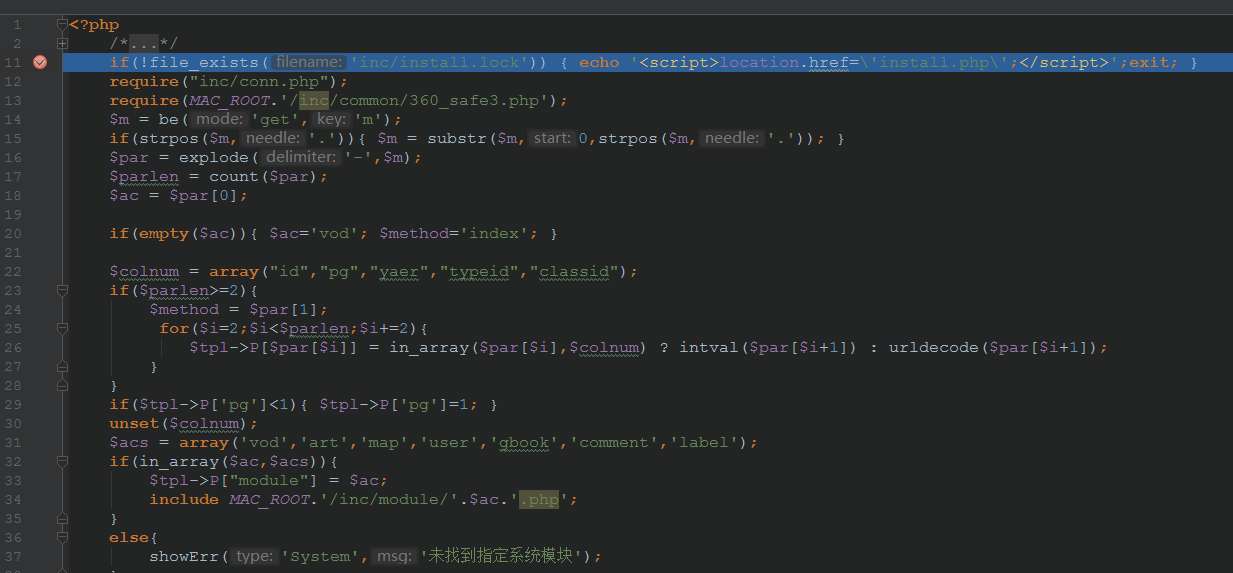 1 <?php
2 /*...*/
11 if(!file_exists( filename: 'inc/install.lock')) { echo '<script>location.href=\'install.php\';</script>';exit; }
12 require("inc/conn.php");
13 require(MAC_ROOT.'/inc/common/360_safe3.php');
14 $m = be( mode: 'get', key: 'm');
15 if(strpos($m, needle: '.')){ $m = substr($m, start: 0,strpos($m, needle: '.')); }
16 $par = explode( delimiter: '-',$m);
17 $parlen = count($par);
18 $ac = $par[0];
19
20 if(empty($ac)){ $ac='vod'; $method='index'; }
21
22 $colnum = array("id","pg","yaer","typeid","classid");
23 if($parlen>=2){
24 $method = $par[1];
25 for($i=2;$i<$parlen;$i+=2){
26 $tpl->P[$par[$i]] = in_array($par[$i],$colnum) ? intval($par[$i+1]) : urldecode($par[$i+1]);
27 }
28 }
29 if($tpl->P['pg']<1){ $tpl->P['pg']=1; }
30 unset($colnum);
31 $acs = array('vod','art','map','user','gbook','comment','label');
32 if(in_array($ac,$acs)){
33 $tpl->P["module"] = $ac;
34 include MAC_ROOT.'/inc/module/'.$ac.'.php';
35 }
36 else{
37 showErr( type: 'System', msg: '未找到指定系统模块');